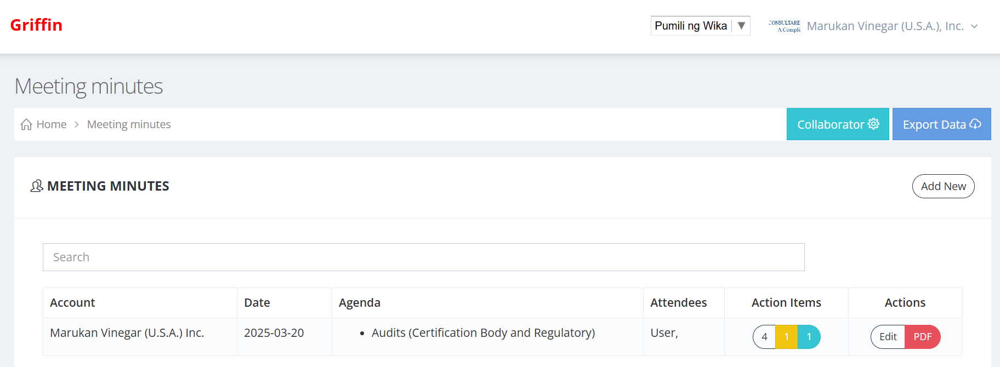 Griffin
Pumili ng Wika ▼
CONSULTARE
A Compli
Marukan Vinegar (U.S.A.), Inc.
Meeting minutes
Home > Meeting minutes
Collaborator
Export Data
MEETING MINUTES
Add New
Search
Account Date Agenda Attendees Action Items Actions
Marukan Vinegar (U.S.A.) Inc. 2025-03-20 • Audits (Certification Body and Regulatory) User, 4 1 1 Edit PDF